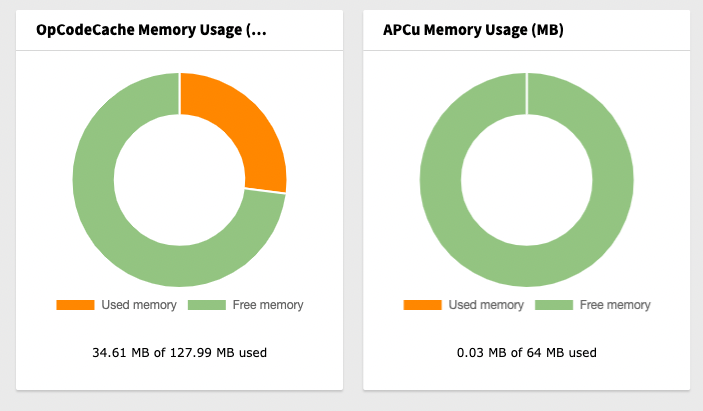 OpCodeCache Memory Usage (...
APCu Memory Usage (MB)
Used memory
Free memory
Used memory
Free memory
34.61 MB of 127.99 MB used
0.03 MB of 64 MB used